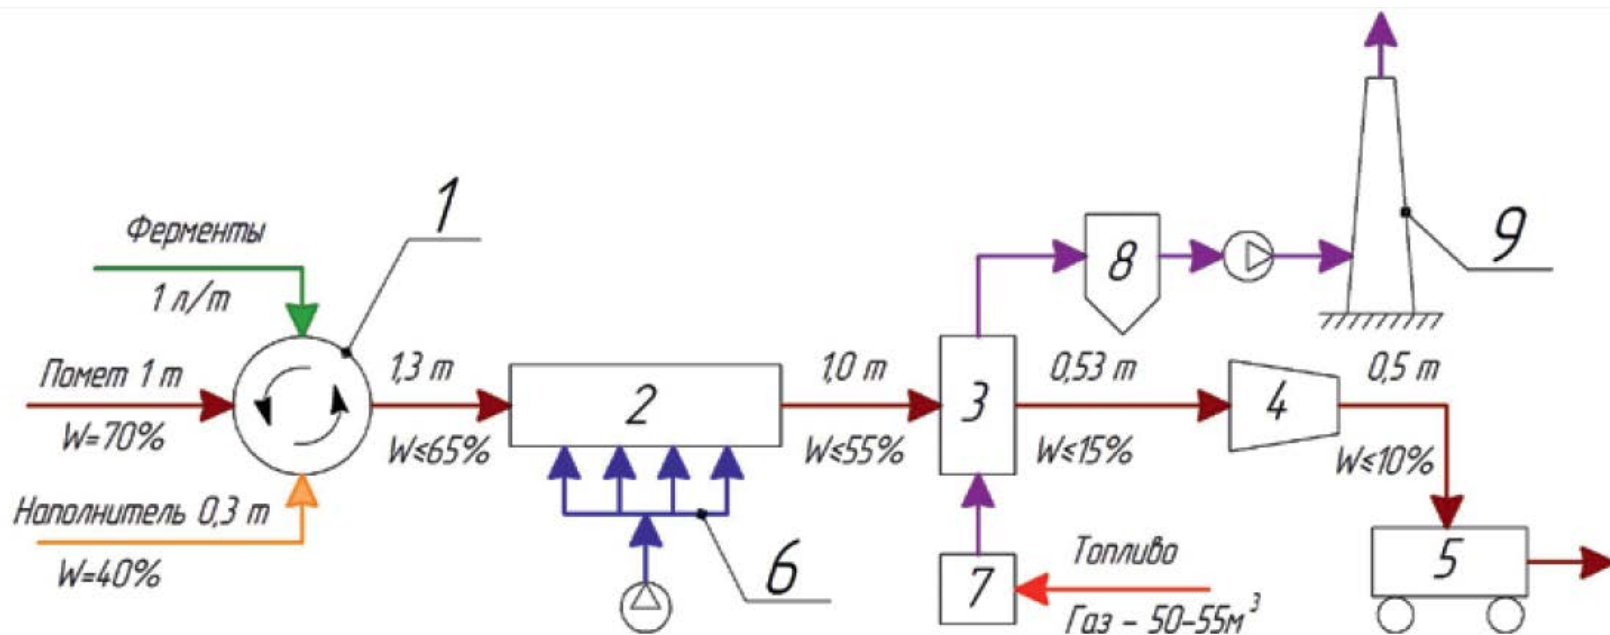 Ферменты
1 л/т
1
Помет 1 т
W=70%
Наполнитель 0,3 т
W=40%
1,3 т
W≤65%
2
6
1,0 т
W≤55%
3
7
Топливо
Газ - 50-55м³
8
9
0,53 т
W≤15%
4
0,5 т
W≤10%
5